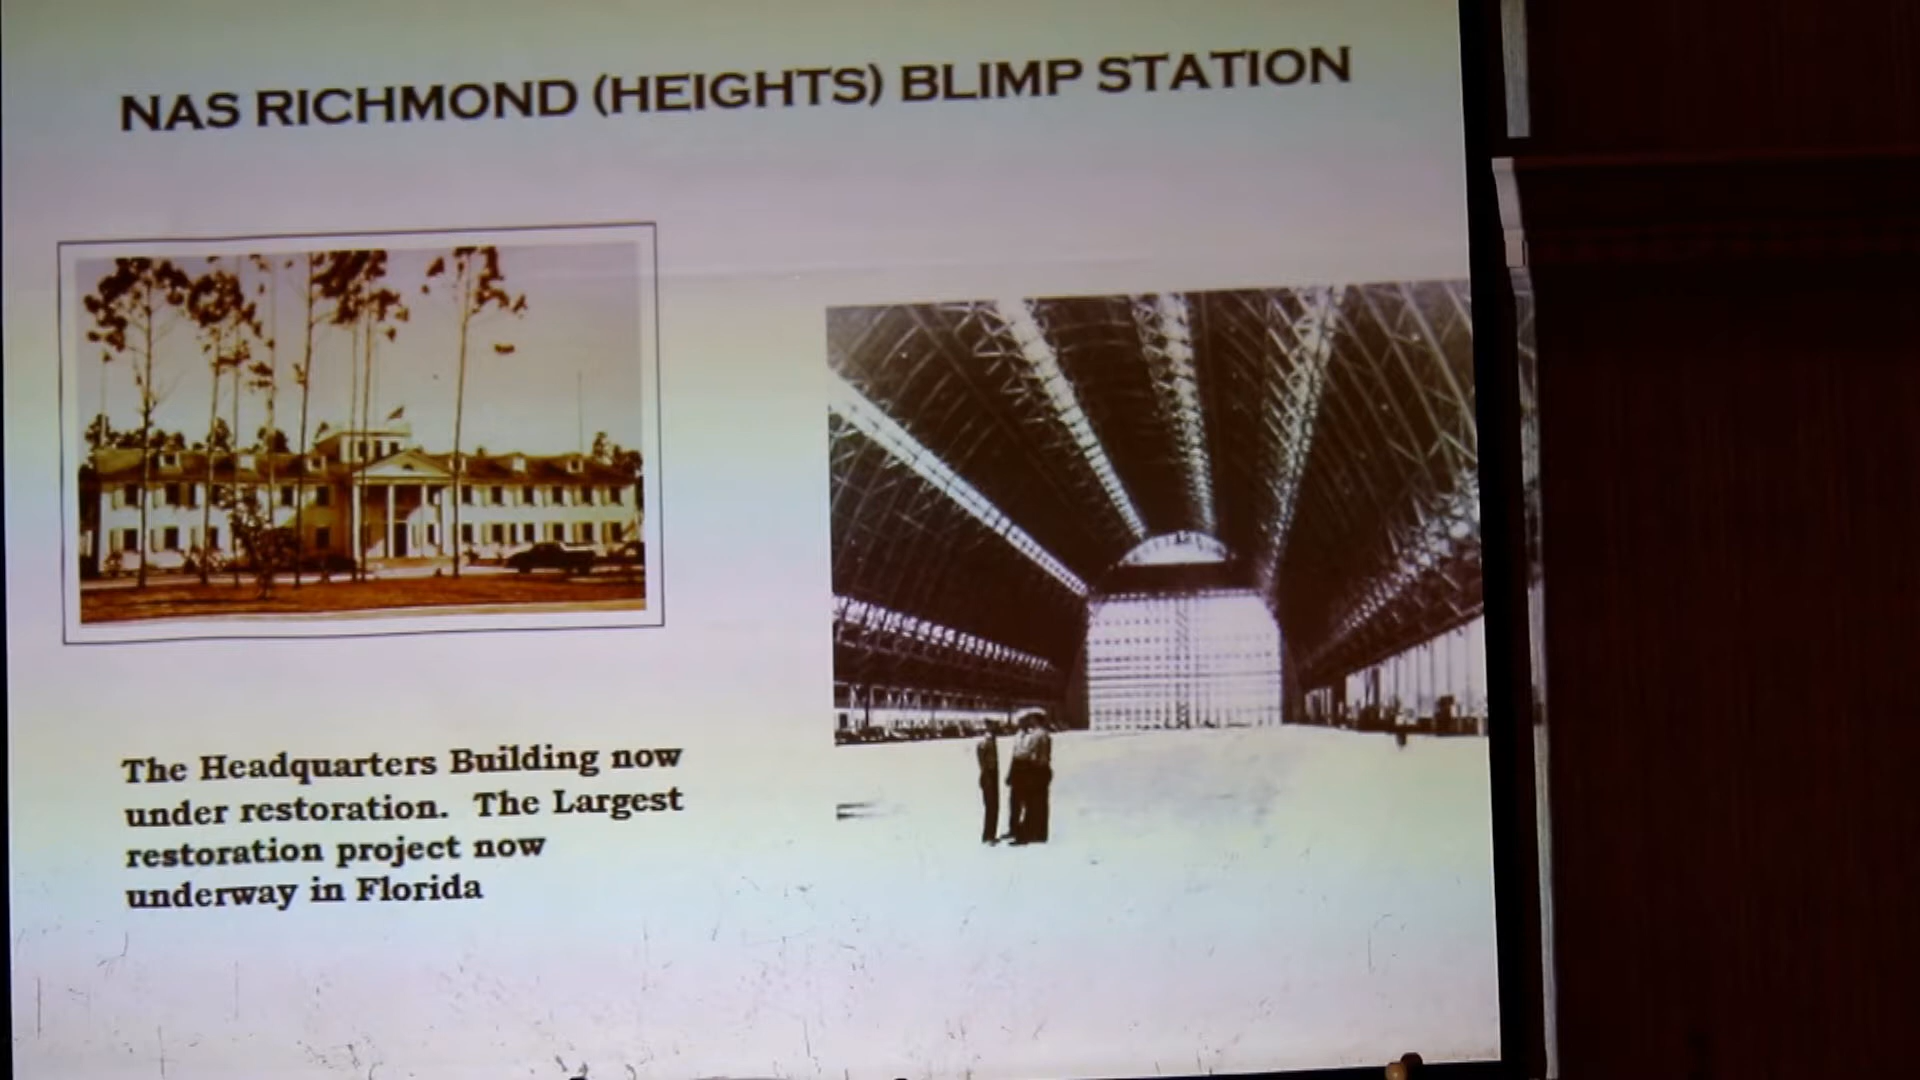 NAS RICHMOND (HEIGHTS) BLIMP STATION
The Headquarters Building now
under restoration. The Largest
restoration project now
underway in Florida